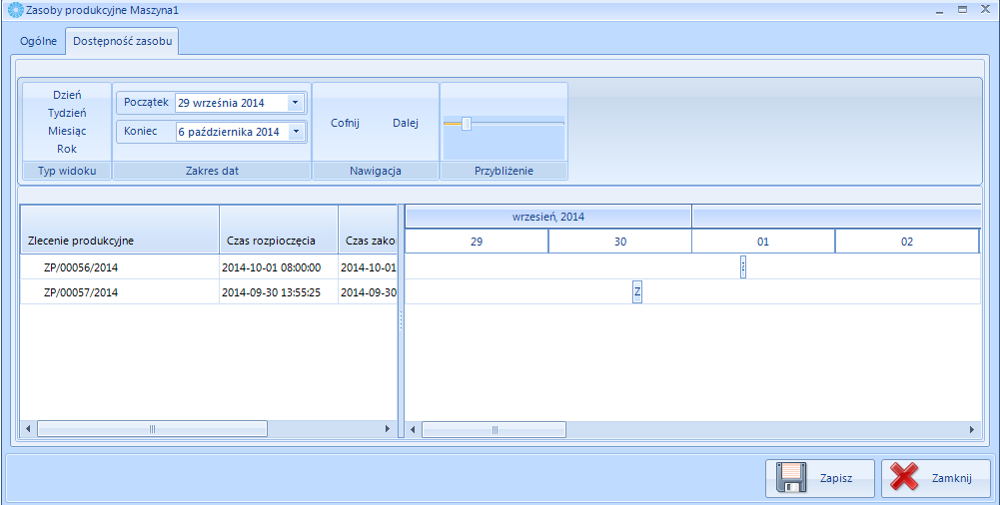 Zasoby produkcyjne Maszyna1
Ogólne Dostępność zasobu
Dzień
Tydzień
Miesiąc
Rok
Typ widoku
Początek 29 września 2014
Koniec 6 października 2014
Zakres dat
Cofnij Dalej
Nawigacja
Przybliżenie
Zlecenie produkcyjne Czas rozpioczęcia Czas zako
wrzesień, 2014
29 30 01 02
ZP/00056/2014 2014-10-01 08:00:00 2014-10-01
ZP/00057/2014 2014-09-30 13:55:25 2014-09-30 Z
Zapisz Zamknij